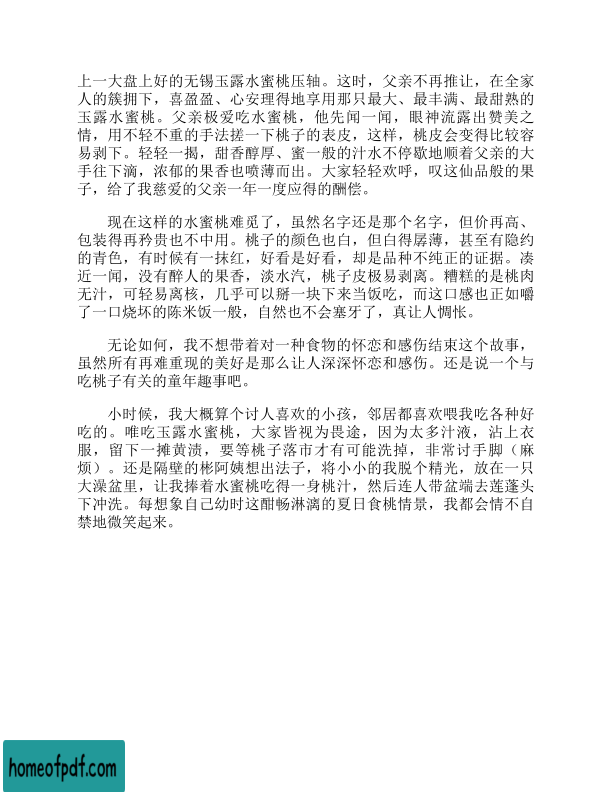 上一大盘上好的无锡玉露水蜜桃压轴。这时，父亲不再推让，在全家
人的簇拥下，喜盈盈、心安理得地享用那只最大、最丰满、最甜熟的
玉露水蜜桃。父亲极爱吃水蜜桃，他先闻一闻，眼神流露出赞美之
情，用不轻不重的手法搓一下桃子的表皮，这样，桃皮会变得比较容
易剥下。轻轻一揭，甜香醇厚、蜜一般的汁水不停歇地顺着父亲的大
手往下滴，浓郁的果香也喷薄而出。大家轻轻欢呼，叹这仙品般的果
子，给了我慈爱的父亲一年一度应得的酬偿。
现在这样的水蜜桃难觅了，虽然名字还是那个名字，但价再高、
包装得再矜贵也不中用。桃子的颜色也白，但白得孱薄，甚至有隐约
的青色，有时候有一抹红，好看是好看，却是品种不纯正的证据。凑
近一闻，没有醉人的果香，淡水汽，桃子皮极易剥离。糟糕的是桃肉
无汁，可轻易离核，几乎可以掰一块下来当饭吃，而这口感也正如嚼
了一口烧坏的陈米饭一般，自然也不会塞牙了，真让人惆怅。
无论如何，我不想带着对一种食物的怀恋和感伤结束这个故事，
虽然所有再难重现的美好是那么让人深深怀恋和感伤。还是说一个与
吃桃子有关的童年趣事吧。
小时候，我大概算个讨人喜欢的小孩，邻居都喜欢喂我吃各种好
吃的。唯吃玉露水蜜桃，大家皆视为畏途，因为太多汁液，沾上衣
服，留下一摊黄渍，要等桃子落市才有可能洗掉，非常讨手脚（麻
烦）。还是隔壁的彬阿姨想出法子，将小小的我脱个精光，放在一只
大澡盆里，让我捧着水蜜桃吃得一身桃汁，然后连人带盆端去莲蓬头
下冲洗。每想象自己幼时这酣畅淋漓的夏日食桃情景，我都会情不自
禁地微笑起来。
homeofpdf.com